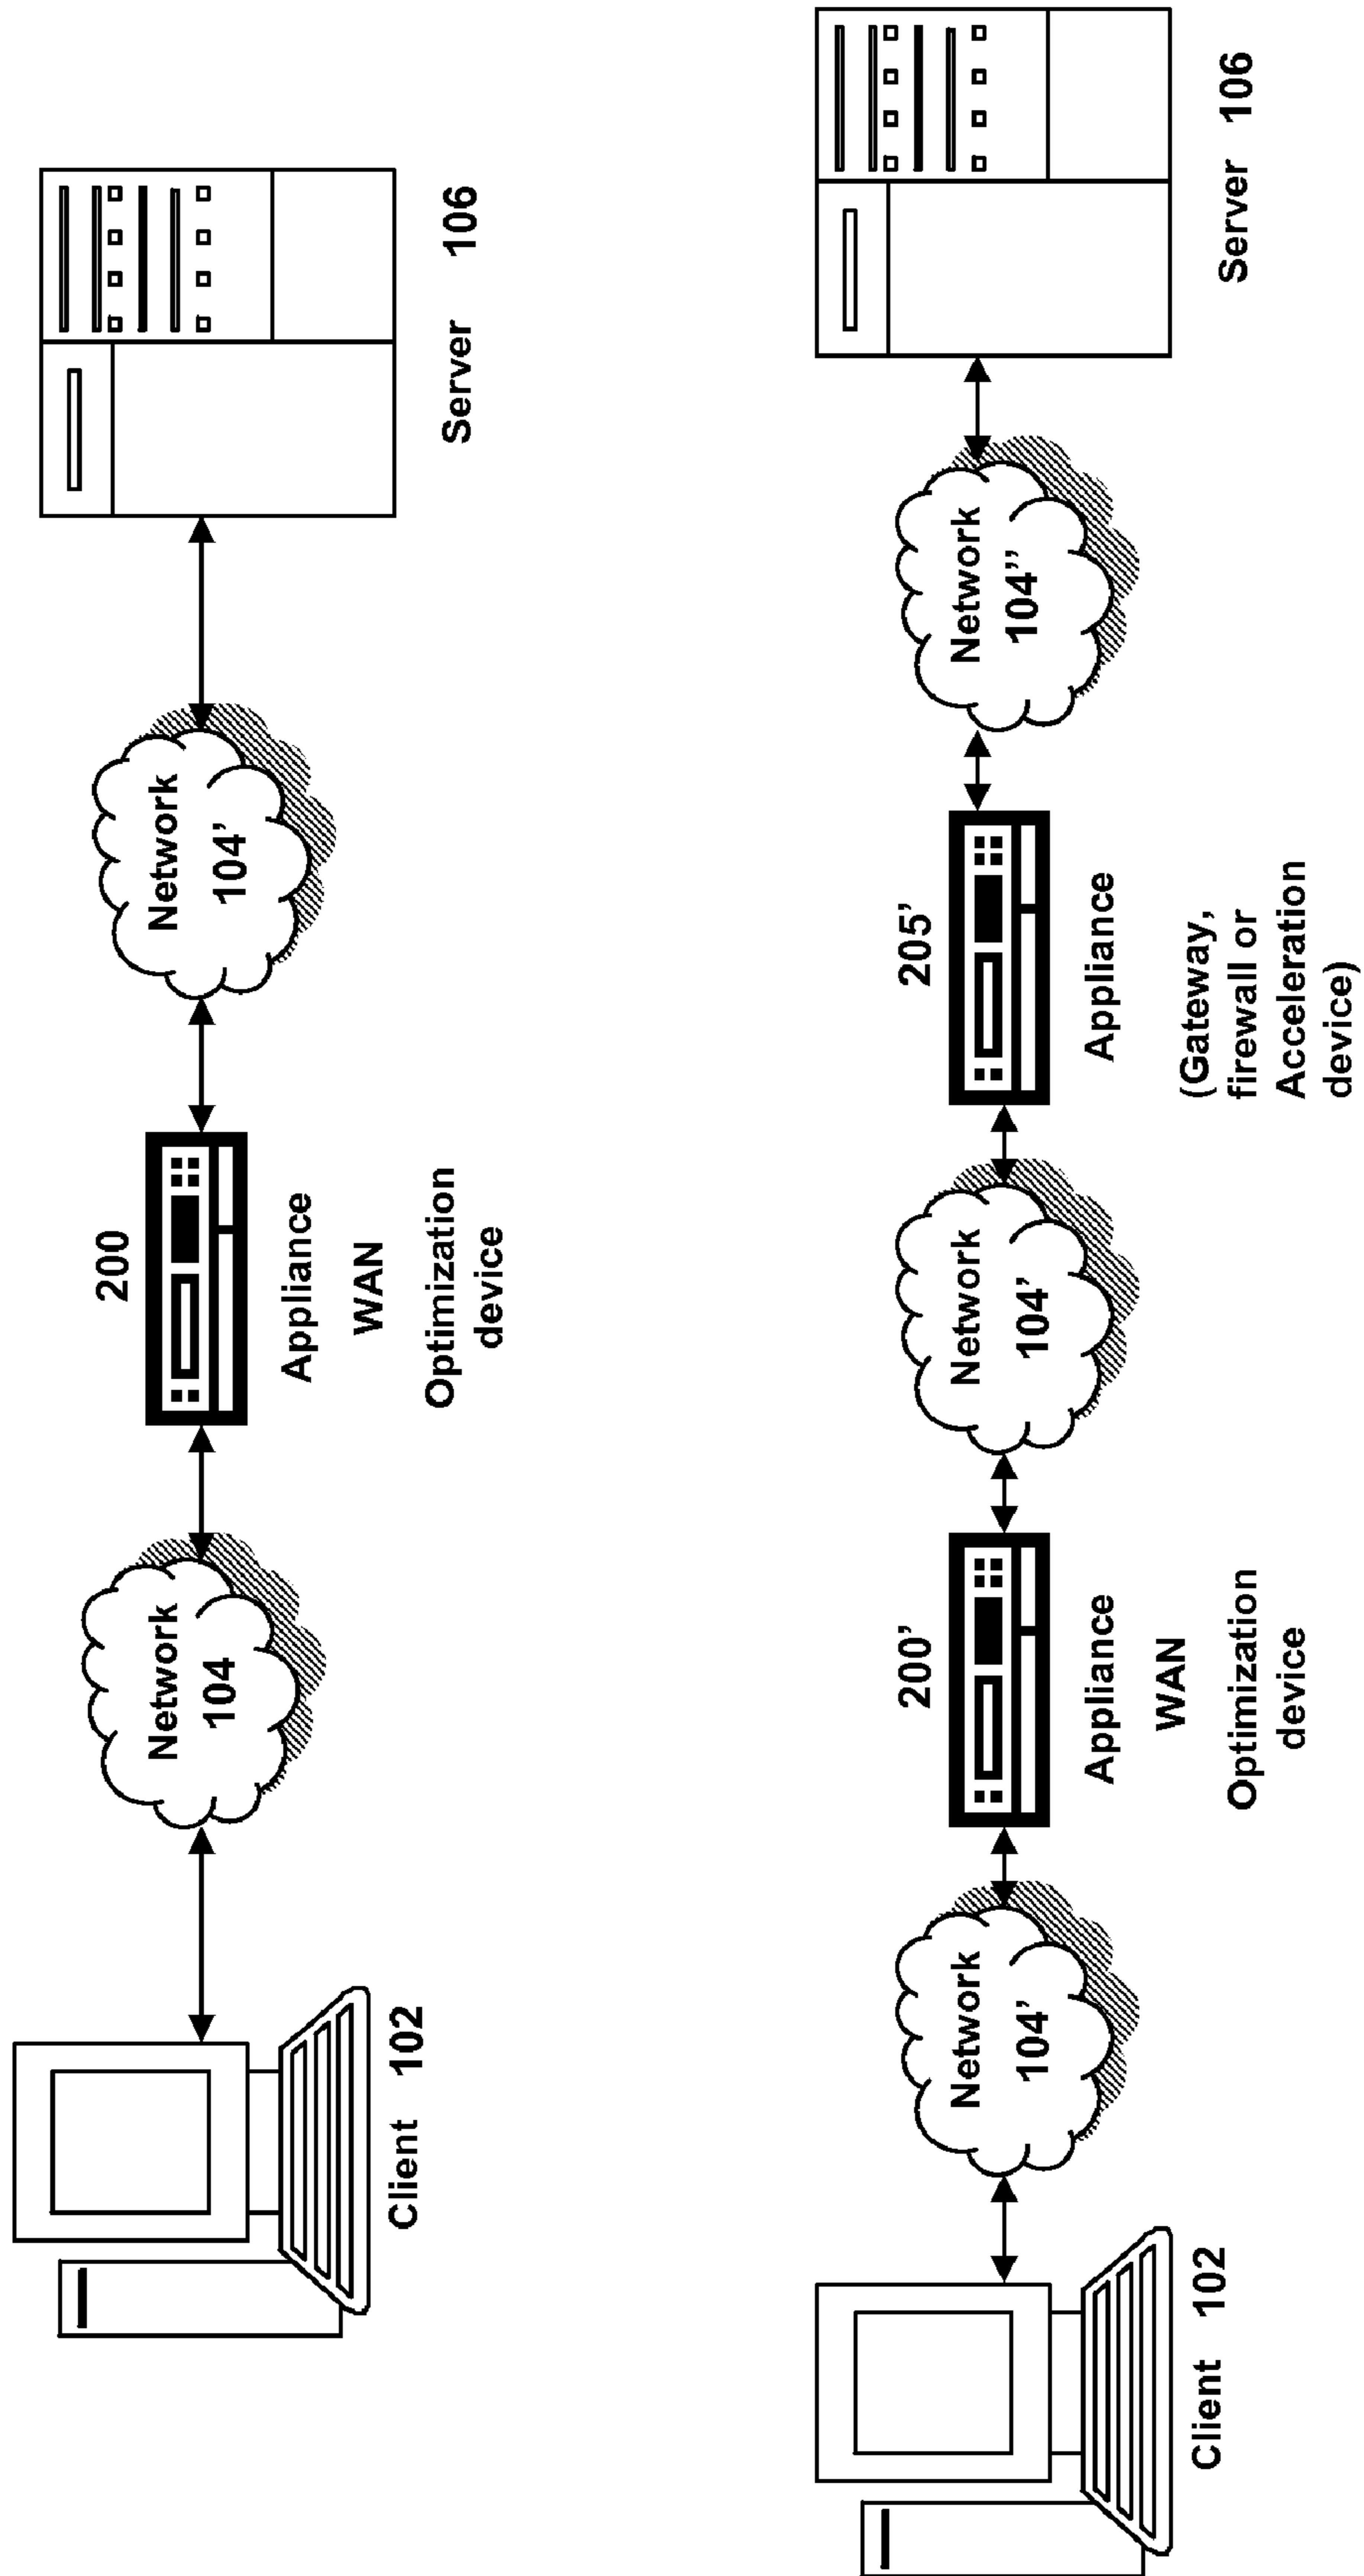 Client 102
Network
104
200
Appliance
WAN
Optimization
device
Network
104’
Server 106
Client 102
Network
104’
200’
Appliance
WAN
Optimization
device
Network
104’
205’
Appliance
(Gateway,
firewall or
Acceleration
device)
Network
104’’
Server 106